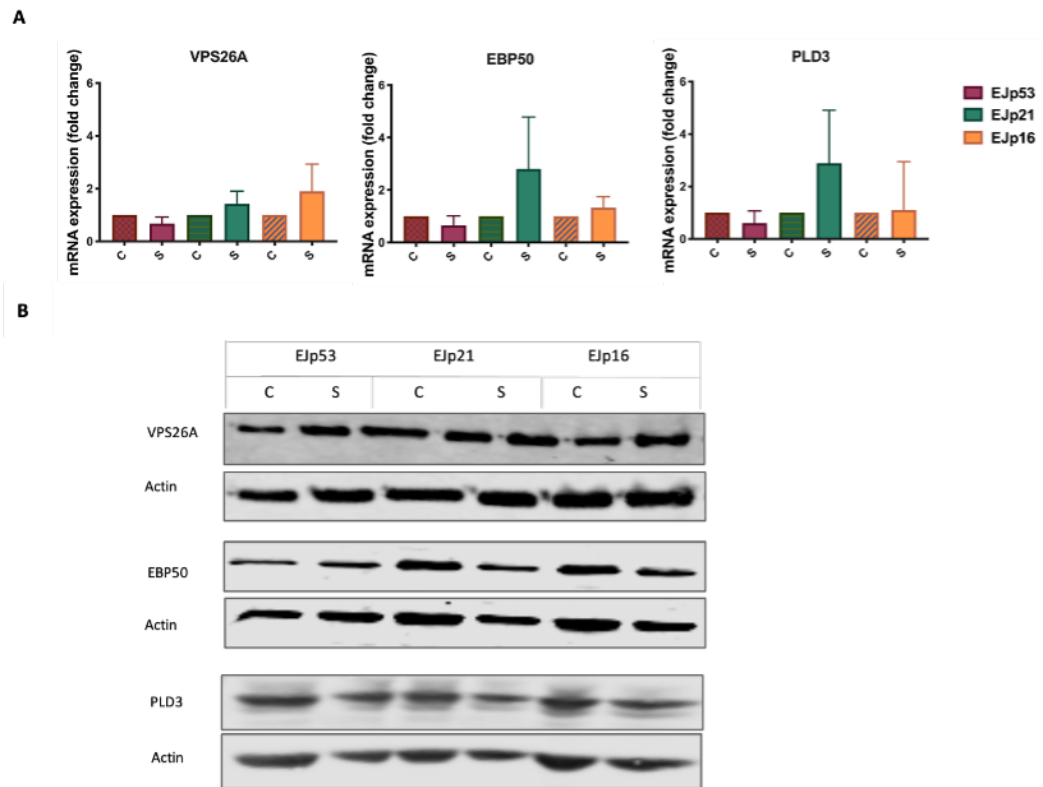 A
VPS26A
EBP50
PLD3
mRNA expression (fold change)
6
4
2
0
C S C S C S
mRNA expression (fold change)
6
4
2
0
C S C S C S
mRNA expression (fold change)
6
4
2
0
C S C S C S
EJp53
EJp21
EJp16
B
EJp53 EJp21 EJp16
C S C S C S
VPS26A
Actin
EBP50
Actin
PLD3
Actin